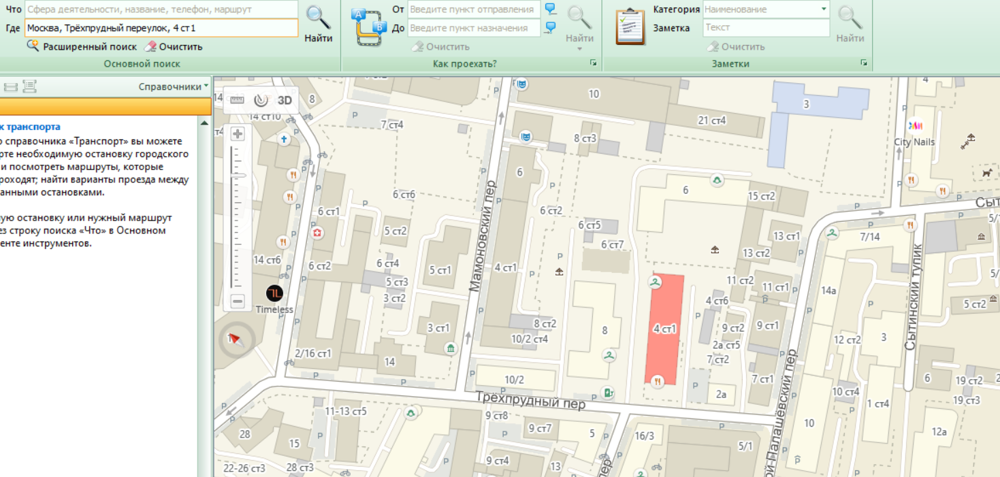 Что Сфера деятельности, название, телефон, маршрут
Где Москва, Трёхпрудный переулок, 4 ст1
Найти
Расширенный поиск Очистить
Основной поиск
От Введите пункт отправления
До Введите пункт назначения
Найти
Очистить
Как проехать?
Категория Наименование
Заметка Текст
Найти
Очистить
Заметки
Справочники
к транспорта
о справочника «Транспорт» вы можете
рте необходимую остановку городского
и посмотреть маршруты, которые
роходят; найти варианты проезда между
анными остановками.
ую остановку или нужный маршрут
ез строку поиска «Что» в Основном
енте инструментов.
3D
8
10
4
3
14 ст10
7 ст4
21 ст4
8 ст3
City Nails
6
6
6 ст6
15 ст2
6 ст1
6 ст2
6 ст5
Сыт
5 ст2
6 ст7
13 ст1
7/14
14 ст6
6 ст2
6 ст4
5 ст1
4 ст1
13 ст2
Мамоновский пер
5 ст3
11 ст2
11 ст1
14а
Сытинский тупик
Timeless
3 ст2
4 ст6
5 ст2
3 ст1
8 ст2
8
4 ст1
9 ст2
9 ст1
10/2 ст4
12 ст2
3
2а ст5
2/16 ст1
14
7 ст2
10/2
7 ст1
6
19 ст2
2а
10 ст4
19 ст3
Трёхпрудный пер
1 ст4
11-13 ст5
9 ст8
10
28
9 ст7
5
16/3
12а
15
5/1
ой-Палашёвский пер
9 ст4
22-26 ст3
28 ст3
13
пер